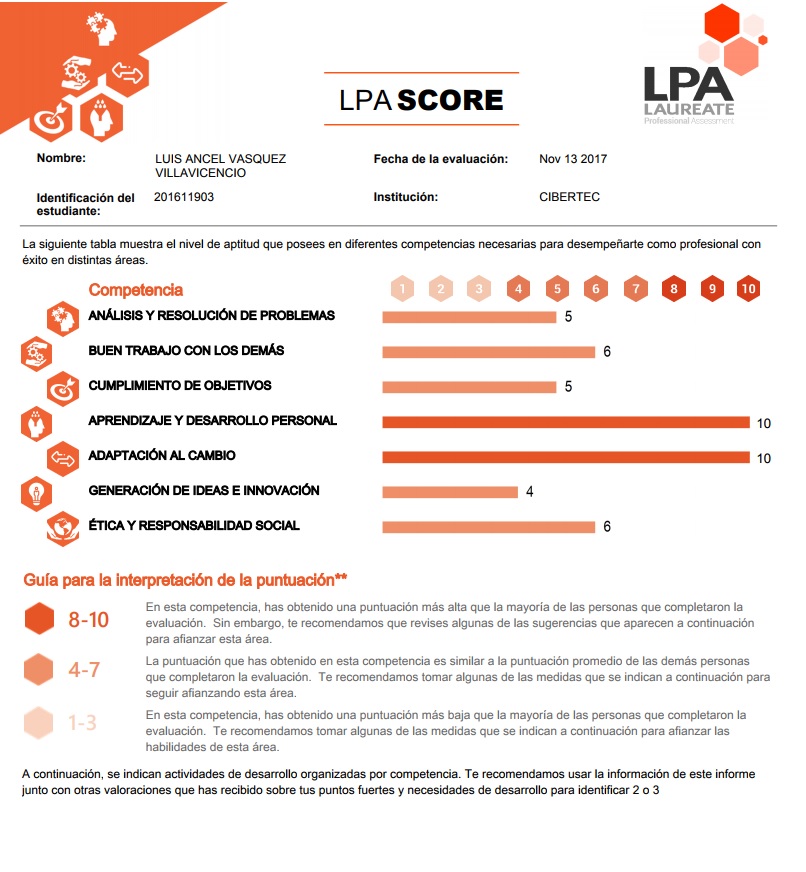 LPA SCORE
LPA
LAUREATE
Professional Assessment
Nombre:
LUIS ANCEL VASQUEZ
VILLAVICENCIO
Fecha de la evaluación:
Nov 13 2017
Identificación del
estudiante:
201611903
Institución:
CIBERTEC
La siguiente tabla muestra el nivel de aptitud que posees en diferentes competencias necesarias para desempeñarte como profesional con
éxito en distintas áreas.
Competencia
1 2 3 4 5 6 7 8 9 10
ANÁLISIS Y RESOLUCIÓN DE PROBLEMAS 5
BUEN TRABAJO CON LOS DEMÁS 6
CUMPLIMIENTO DE OBJETIVOS 5
APRENDIZAJE Y DESARROLLO PERSONAL 10
ADAPTACIÓN AL CAMBIO 10
GENERACIÓN DE IDEAS E INNOVACIÓN 4
ÉTICA Y RESPONSABILIDAD SOCIAL 6
Guía para la interpretación de la puntuación**
8-10
En esta competencia, has obtenido una puntuación más alta que la mayoría de las personas que completaron la
evaluación. Sin embargo, te recomendamos que revises algunas de las sugerencias que aparecen a continuación
para afianzar esta área.
4-7
La puntuación que has obtenido en esta competencia es similar a la puntuación promedio de las demás personas
que completaron la evaluación. Te recomendamos tomar algunas de las medidas que se indican a continuación para
seguir afianzando esta área.
1-3
En esta competencia, has obtenido una puntuación más baja que la mayoría de las personas que completaron la
evaluación. Te recomendamos tomar algunas de las medidas que se indican a continuación para afianzar las
habilidades de esta área.
A continuación, se indican actividades de desarrollo organizadas por competencia. Te recomendamos usar la información de este informe
junto con otras valoraciones que has recibido sobre tus puntos fuertes y necesidades de desarrollo para identificar 2 o 3